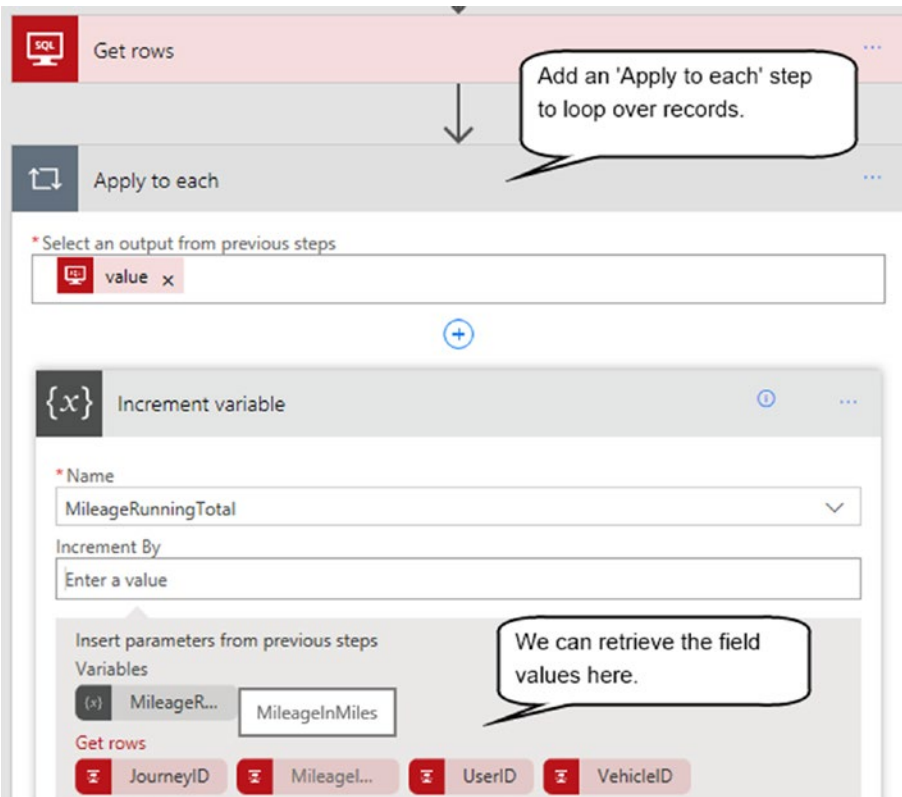 SQL
Get rows
Add an 'Apply to each' step
to loop over records.
Apply to each
* Select an output from previous steps
value x
{x} Increment variable
* Name
MileageRunningTotal
Increment By
Enter a value
Insert parameters from previous steps
Variables
{x} MileageR...
MileageInMiles
We can retrieve the field
values here.
Get rows
JourneyID MileageI... UserID VehicleID